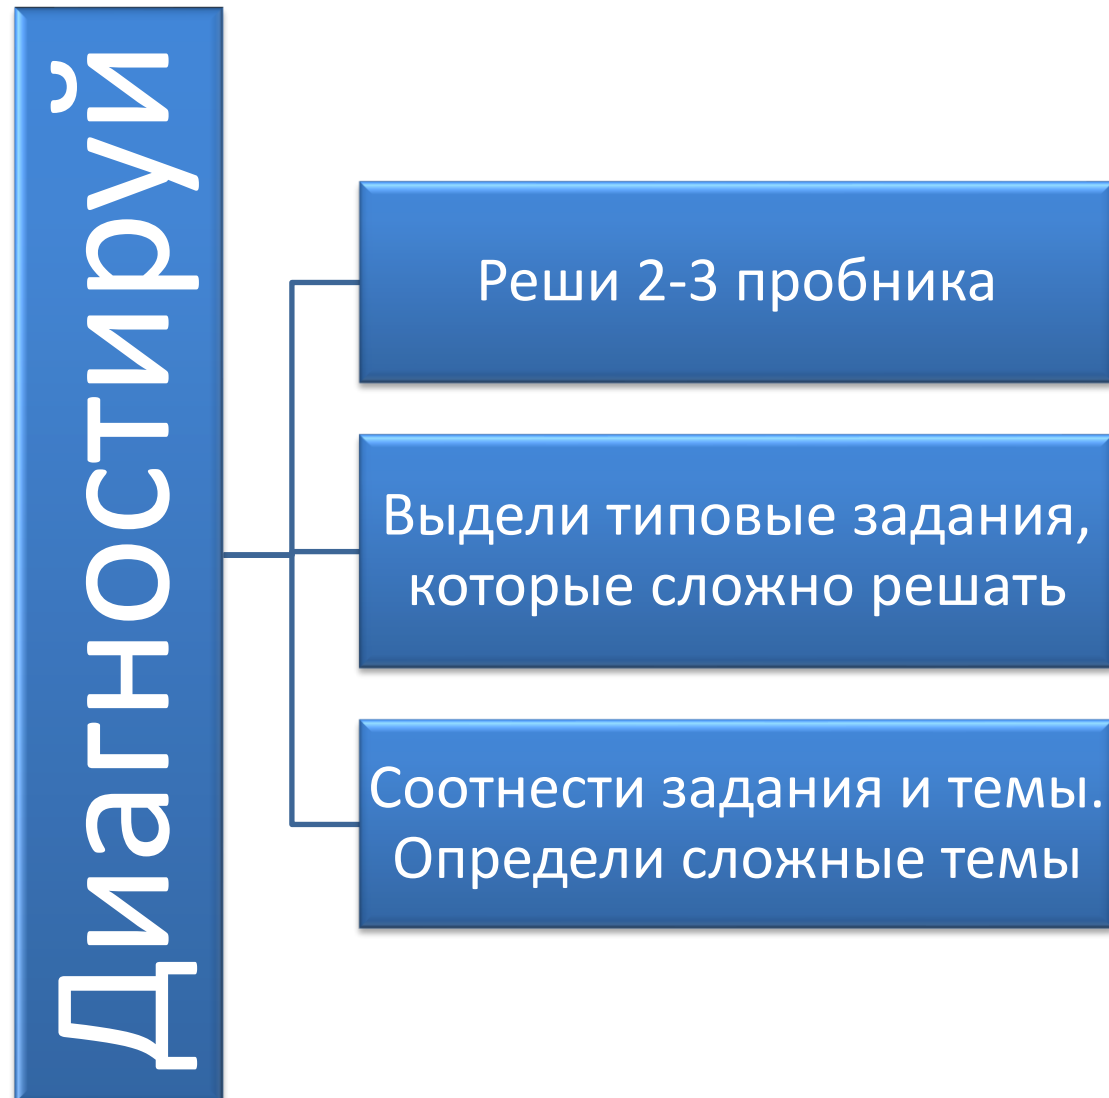 Диагностируй
Реши 2-3 пробника
Выдели типовые задания,
которые сложно решать
Соотнести задания и темы.
Определи сложные темы